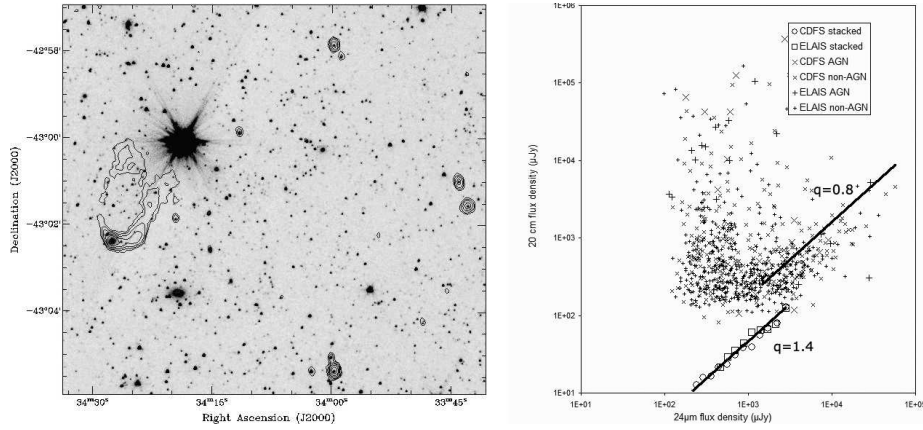 −42°58'
−43°00'
−43°02'
−43°04'
Declination (J2000)
34ᵐ30ˢ
34ᵐ15ˢ
34ᵐ00ˢ
33ᵐ45ˢ
Right Ascension (J2000)
1E+06
1E+05
1E+04
1E+03
1E+02
1E+01
20 cm flux density (µJy)
CDFS stacked
ELAIS stacked
CDFS AGN
CDFS non-AGN
ELAIS AGN
ELAIS non-AGN
q=0.8
q=1.4
1E+01
1E+02
1E+03
1E+04
1E+05
24µm flux density (µJy)